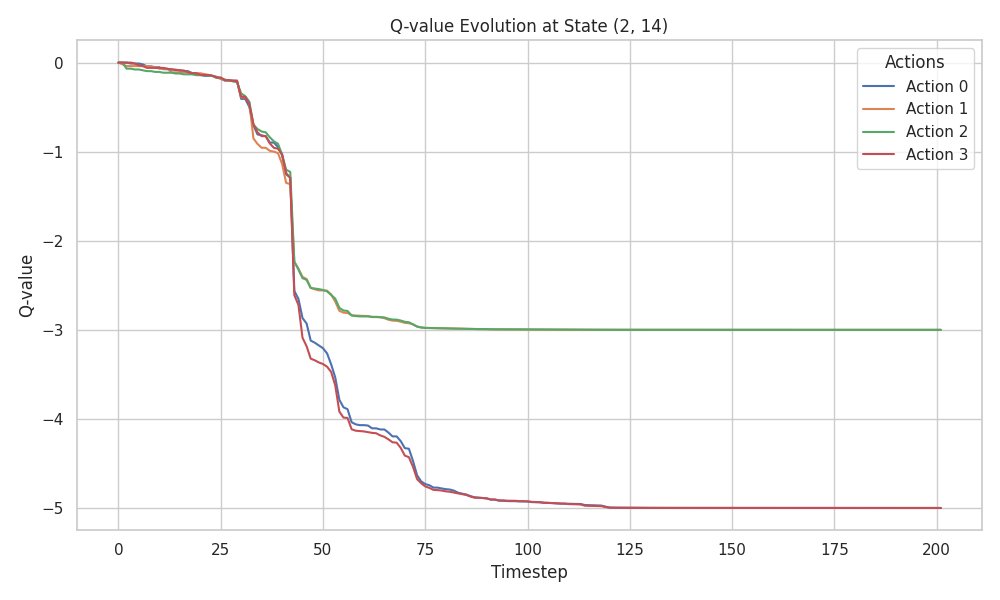 Q-value Evolution at State (2, 14)
Actions
Action 0
Action 1
Action 2
Action 3
Q-value
0
−1
−2
−3
−4
−5
0 25 50 75 100 125 150 175 200
Timestep